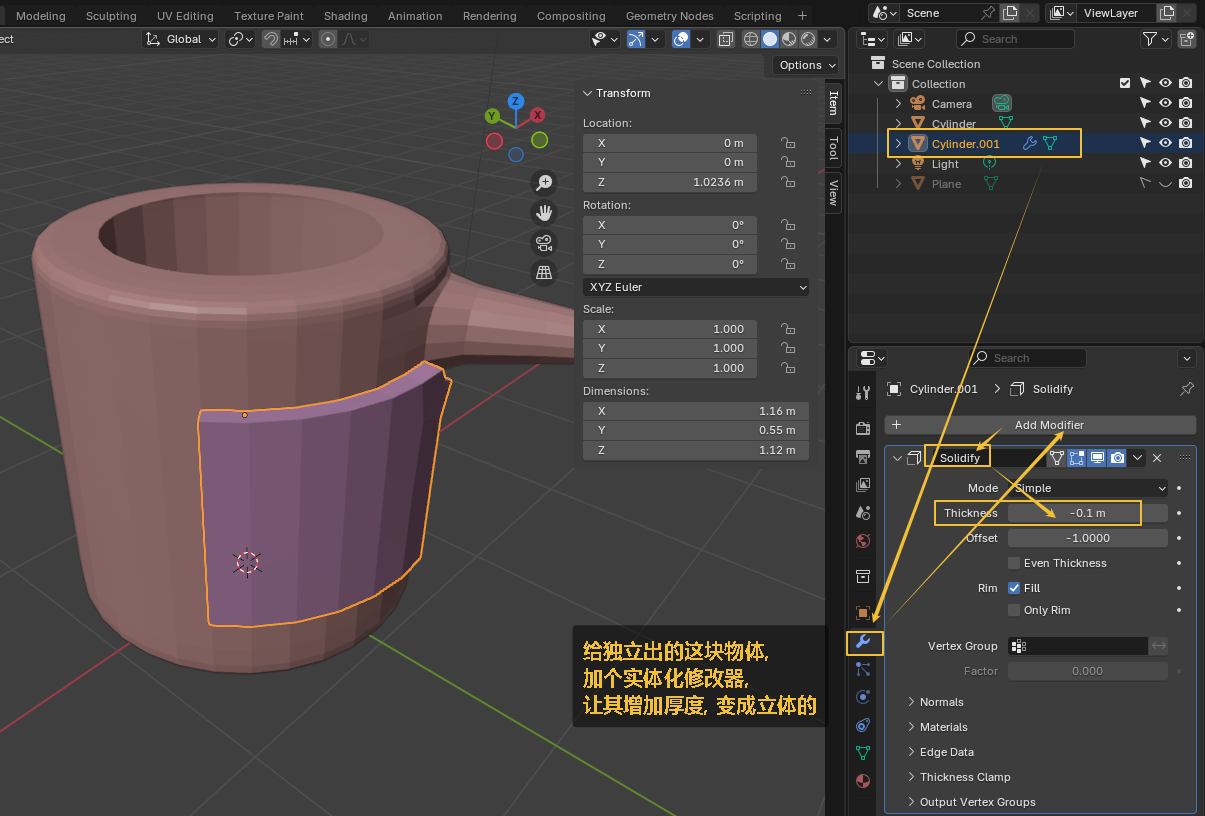 Modeling Sculpting UV Editing Texture Paint Shading Animation Rendering Compositing Geometry Nodes Scripting +
Scene
ViewLayer
ect
Global
Search
Options
Item
Tool
View
Z
Y
X
Transform
Location:
X 0 m
Y 0 m
Z 1.0236 m
Rotation:
X 0°
Y 0°
Z 0°
XYZ Euler
Scale:
X 1.000
Y 1.000
Z 1.000
Dimensions:
X 1.16 m
Y 0.55 m
Z 1.12 m
Scene Collection
Collection
Camera
Cylinder
Cylinder.001
Light
Plane
Search
Cylinder.001 > Solidify
+ Add Modifier
Solidify
Mode Simple
Thickness -0.1 m
Offset -1.0000
Even Thickness
Rim Fill
Only Rim
Vertex Group
Factor 0.000
Normals
Materials
Edge Data
Thickness Clamp
Output Vertex Groups
给独立出的这块物体,
加个实体化修改器,
让其增加厚度, 变成立体的